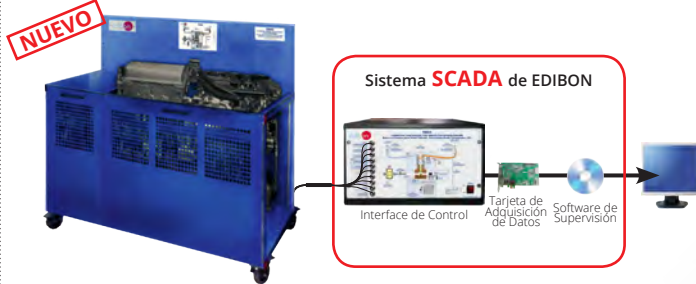 NUEVO
Sistema SCADA de EDIBON
Interface de Control
Tarjeta de
Adquisición
de Datos
Software de
Supervisión